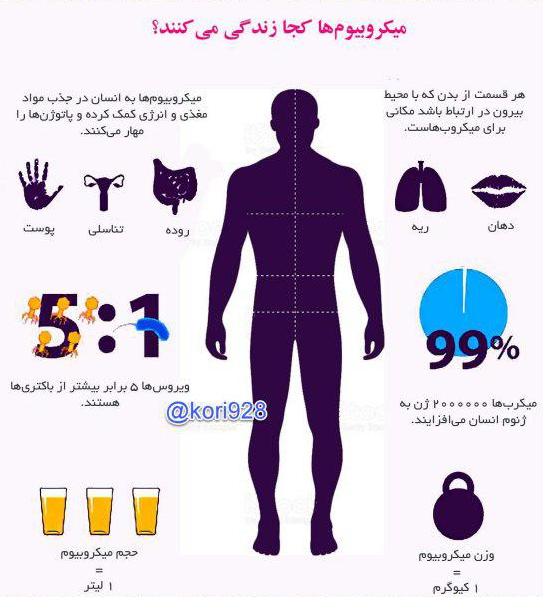 میکروبیوم‌ها کجا زندگی می‌کنند؟
هر قسمت از بدن که با محیط
بیرون در ارتباط باشد مکانی
برای میکروب‌هاست.
دهان
ریه
میکروبیوم‌ها به انسان در جذب مواد
مغذی و انرژی کمک کرده و پاتوژن‌ها را
مهار می‌کنند.
روده
تناسلی
پوست
99%
میکرب‌ها ۲۰۰۰۰۰۰ ژن به
ژنوم انسان می‌افزایند.
5:1
ویروس‌ها ۵ برابر بیشتر از باکتری‌ها
هستند.
@kori928
وزن میکروبیوم
=
۱ کیوگرم
حجم میکروبیوم
=
۱ لیتر